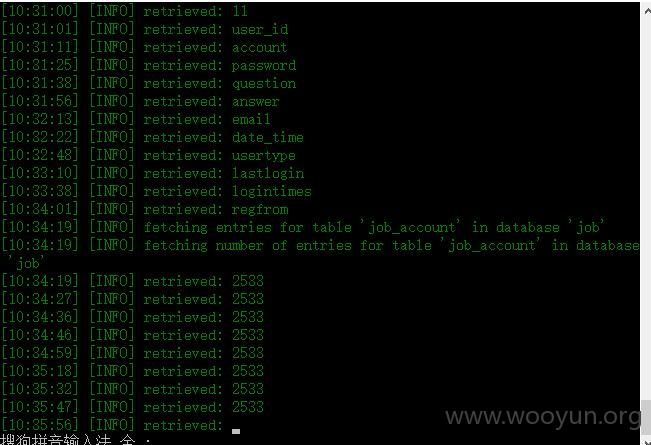 [10:31:00] [INFO] retrieved: 11
[10:31:01] [INFO] retrieved: user_id
[10:31:11] [INFO] retrieved: account
[10:31:25] [INFO] retrieved: password
[10:31:38] [INFO] retrieved: question
[10:31:56] [INFO] retrieved: answer
[10:32:13] [INFO] retrieved: email
[10:32:22] [INFO] retrieved: date_time
[10:32:48] [INFO] retrieved: usertype
[10:33:10] [INFO] retrieved: lastlogin
[10:33:38] [INFO] retrieved: logintimes
[10:34:01] [INFO] retrieved: regfrom
[10:34:19] [INFO] fetching entries for table 'job_account' in database 'job'
[10:34:19] [INFO] fetching number of entries for table 'job_account' in database
'job'
[10:34:19] [INFO] retrieved: 2533
[10:34:27] [INFO] retrieved: 2533
[10:34:36] [INFO] retrieved: 2533
[10:34:46] [INFO] retrieved: 2533
[10:34:59] [INFO] retrieved: 2533
[10:35:18] [INFO] retrieved: 2533
[10:35:32] [INFO] retrieved: 2533
[10:35:47] [INFO] retrieved: 2533
[10:35:56] [INFO] retrieved:
www.wooyun.org
搜狗拼音输入法 全 :